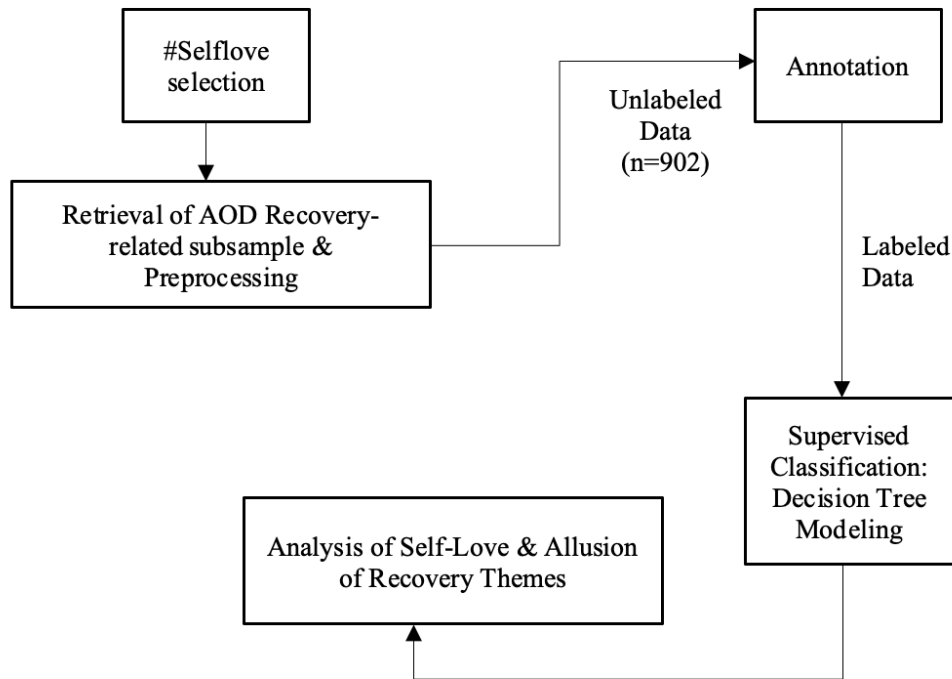 #Selflove
selection
Retrieval of AOD Recovery-
related subsample &
Preprocessing
Unlabeled
Data
(n=902)
Annotation
Labeled
Data
Supervised
Classification:
Decision Tree
Modeling
Analysis of Self-Love & Allusion
of Recovery Themes